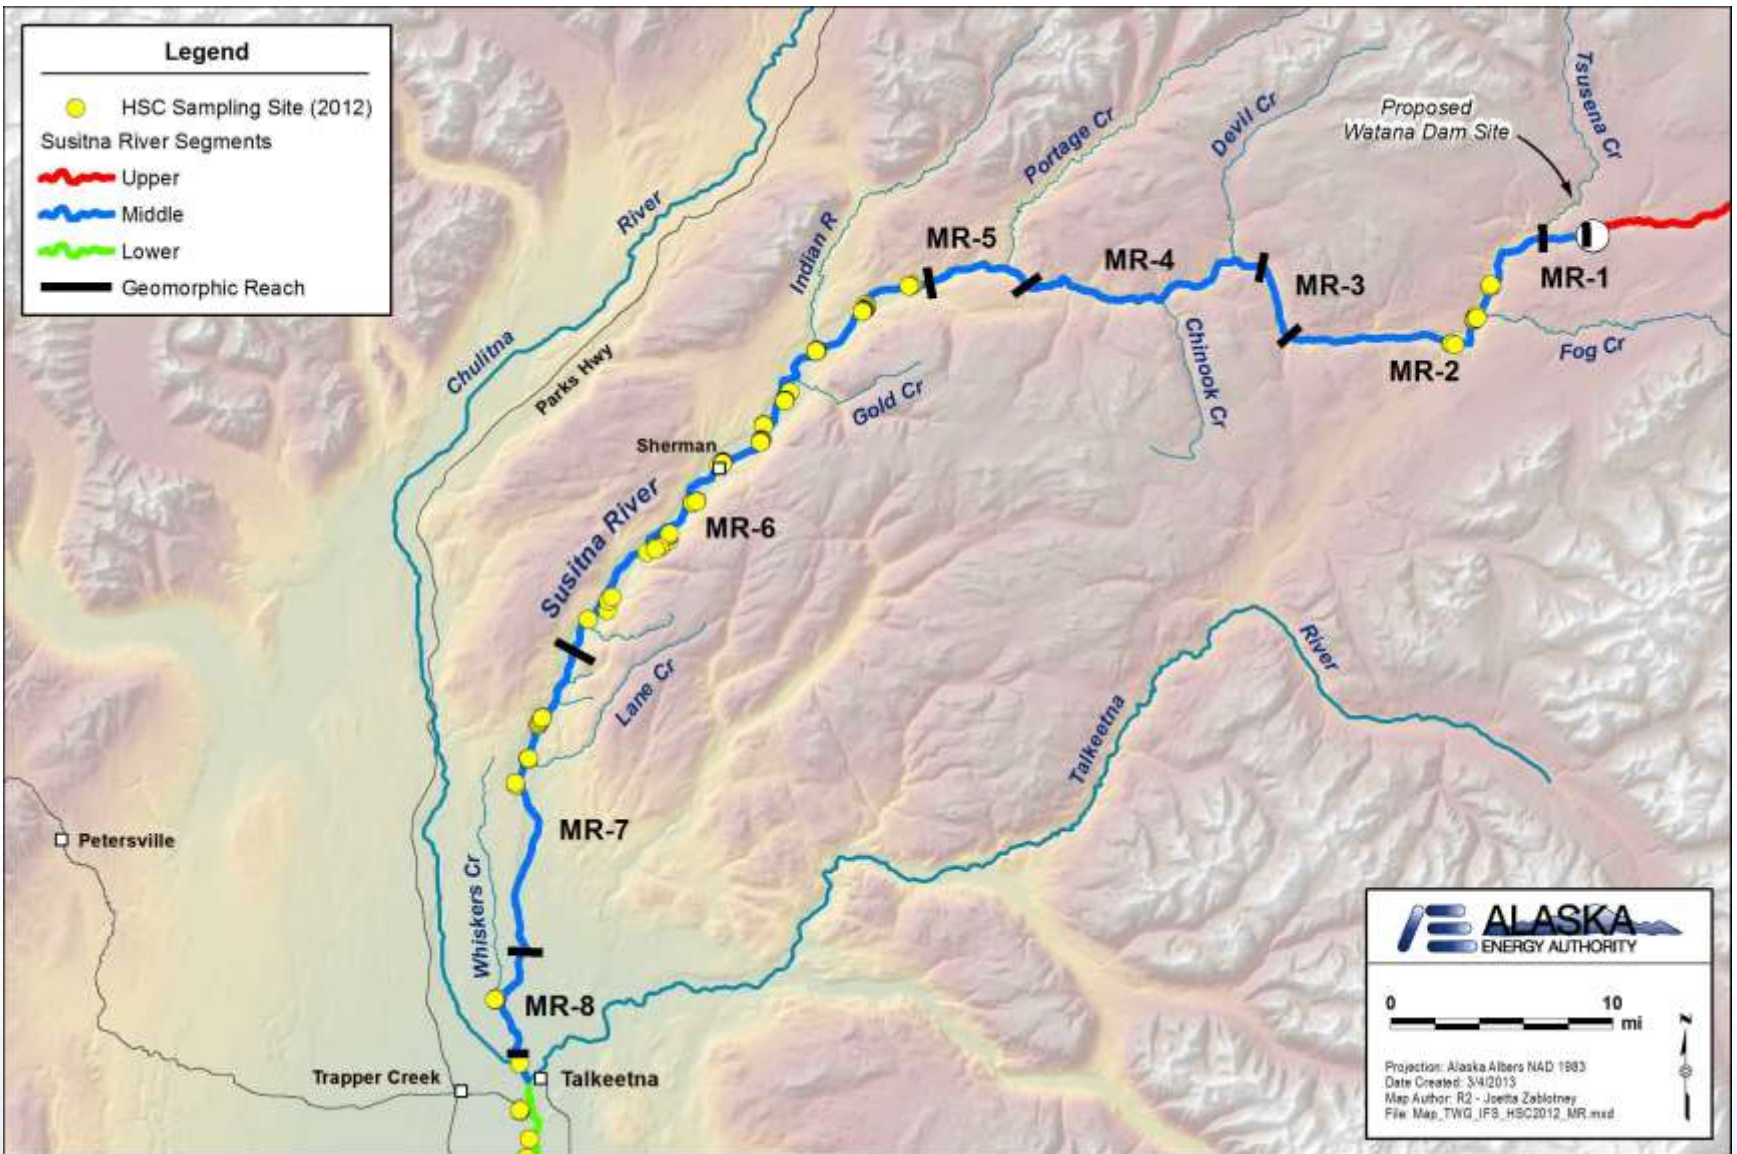 Legend
HSC Sampling Site (2012)
Susitna River Segments
Upper
Middle
Lower
Geomorphic Reach
River
Chulitna
Parks Hwy
Indian R
Portage Cr
Devil Cr
Proposed
Watana Dam Site
Tsusena Cr
MR-5
MR-4
MR-3
MR-1
MR-2
Fog Cr
Chinook Cr
Gold Cr
Sherman
Susitna River
MR-6
Lane Cr
River
Talkeetna
Petersville
MR-7
Whiskers Cr
MR-8
Trapper Creek
Talkeetna
ALASKA
ENERGY AUTHORITY
0 10
mi
N
Projection: Alaska Albers NAD 1983
Date Created: 3/4/2013
Map Author: R2 - Joetta Zablotney
File: Map_TWG_IFS_HSC2012_MR.mxd